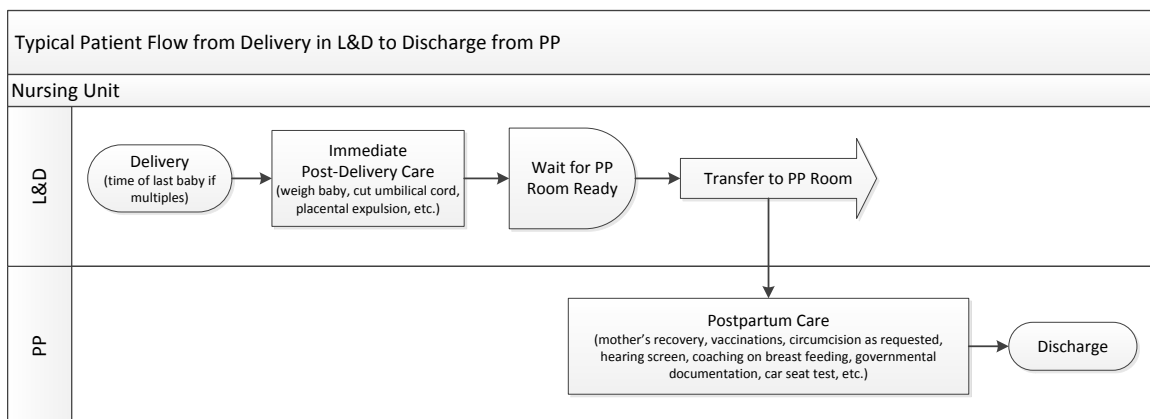 Typical Patient Flow from Delivery in L&D to Discharge from PP
Nursing Unit
L&D
Delivery
(time of last baby if
multiples)
Immediate
Post-Delivery Care
(weigh baby, cut umbilical cord,
placental expulsion, etc.)
Wait for PP
Room Ready
Transfer to PP Room
PP
Postpartum Care
(mother's recovery, vaccinations, circumcision as requested,
hearing screen, coaching on breast feeding, governmental
documentation, car seat test, etc.)
Discharge